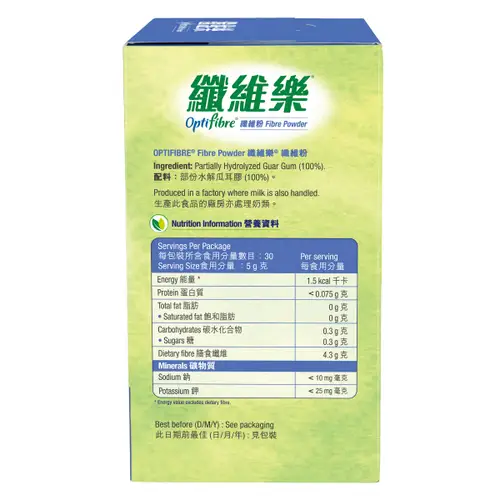 纖維樂®
Optifibre® 纖維粉 Fibre Powder
OPTIFIBRE® Fibre Powder 纖維樂® 纖維粉
Ingredient: Partially Hydrolyzed Guar Gum (100%).
配料：部份水解瓜耳膠 (100%)。
Produced in a factory where milk is also handled.
生產此食品的廠房亦處理奶類。
Nutrition Information 營養資料
Servings Per Package
每包裝所含食用分量數目：30
Serving Size食用分量：5 g 克
Per serving
每食用分量
Energy 能量 * 1.5 kcal 千卡
Protein 蛋白質 < 0.075 g 克
Total fat 脂肪 0 g 克
• Saturated fat 飽和脂肪 0 g 克
Carbohydrates 碳水化合物 0.3 g 克
• Sugars 糖 0.3 g 克
Dietary fibre 膳食纖維 4.3 g 克
Minerals 礦物質
Sodium 鈉 < 10 mg 毫克
Potassium 鉀 < 25 mg 毫克
* Energy value excludes dietary fibre.
Best before (D/M/Y) : See packaging
此日期前最佳 (日/月/年) : 見包裝